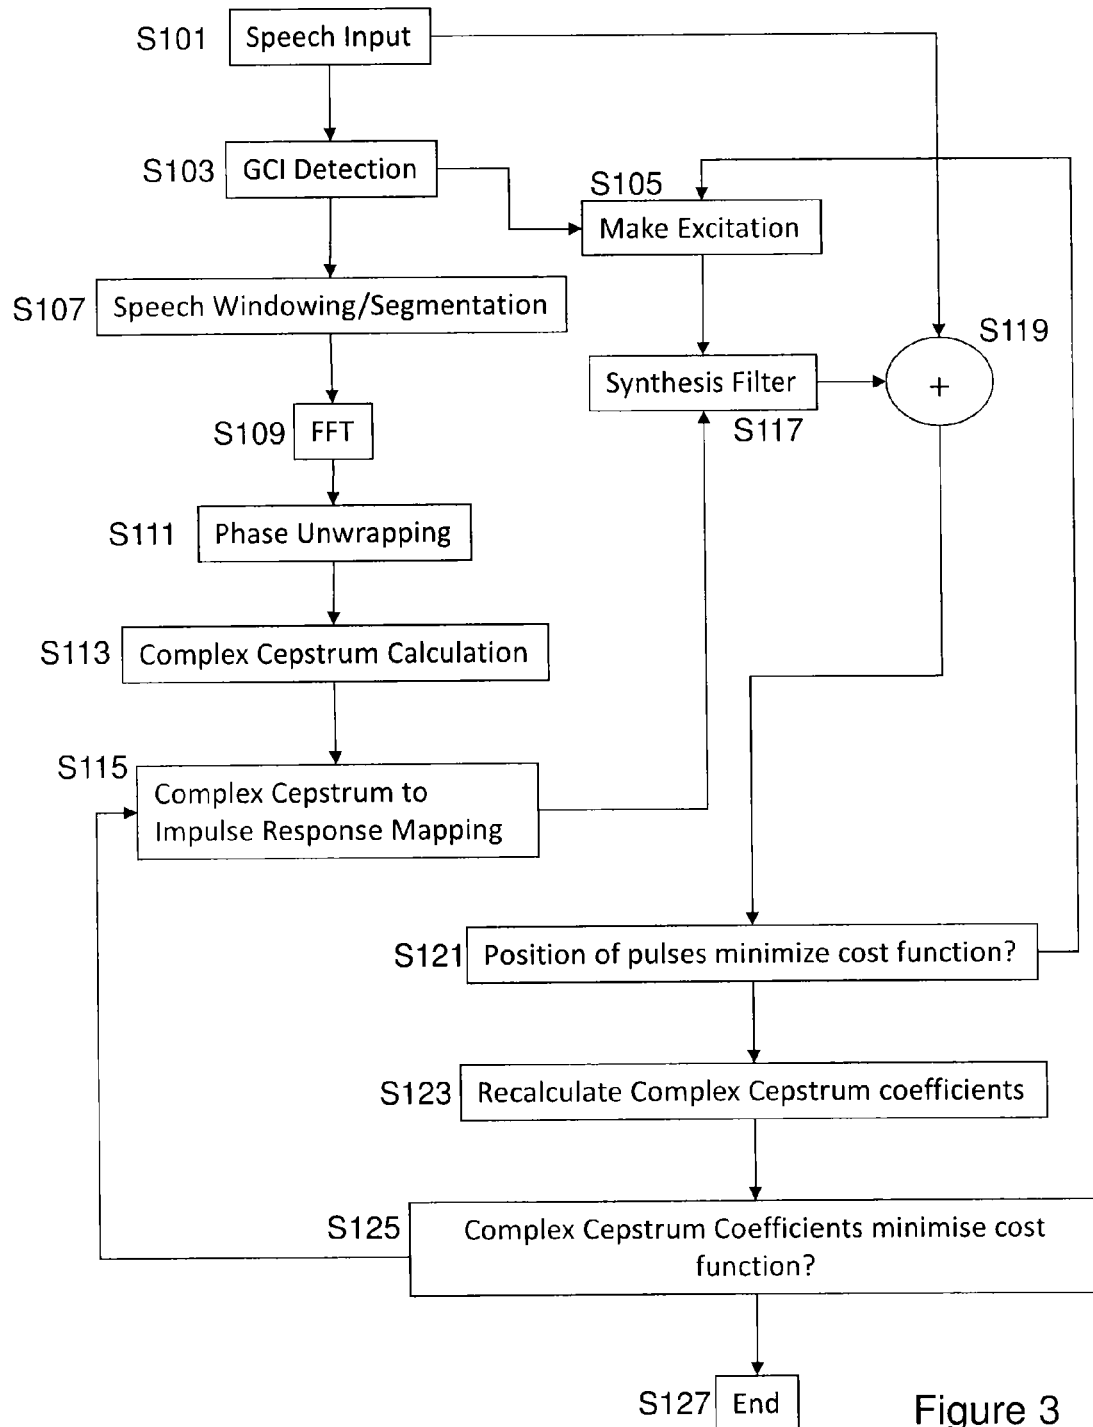 S101
Speech Input
S103
GCI Detection
S105
Make Excitation
S107
Speech Windowing/Segmentation
S119
Synthesis Filter
+
S117
S109
FFT
S111
Phase Unwrapping
S113
Complex Cepstrum Calculation
S115
Complex Cepstrum to
Impulse Response Mapping
S121
Position of pulses minimize cost function?
S123
Recalculate Complex Cepstrum coefficients
S125
Complex Cepstrum Coefficients minimise cost
function?
S127
End
Figure 3